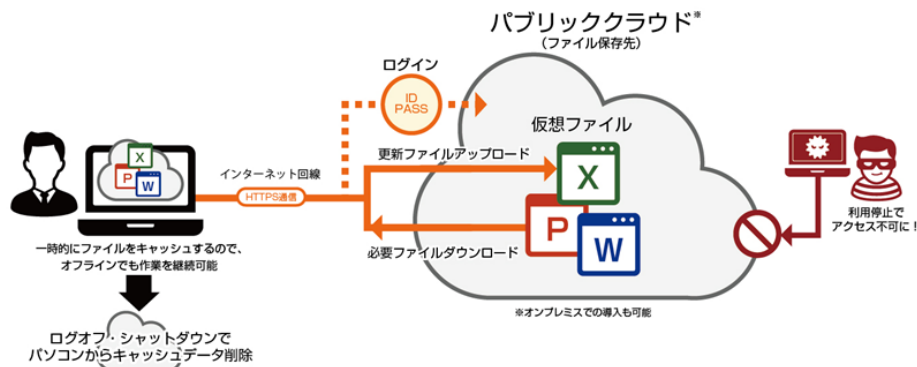 パブリッククラウド※
（ファイル保存先）
ログイン
ID
PASS
仮想ファイル
更新ファイルアップロード
X
P
W
インターネット回線
HTTPS通信
X
P
W
必要ファイルダウンロード
利用停止で
アクセス不可に！
一時的にファイルをキャッシュするので、
オフラインでも作業を継続可能
※オンプレミスでの導入も可能
ログオフ・シャットダウンで
パソコンからキャッシュデータ削除